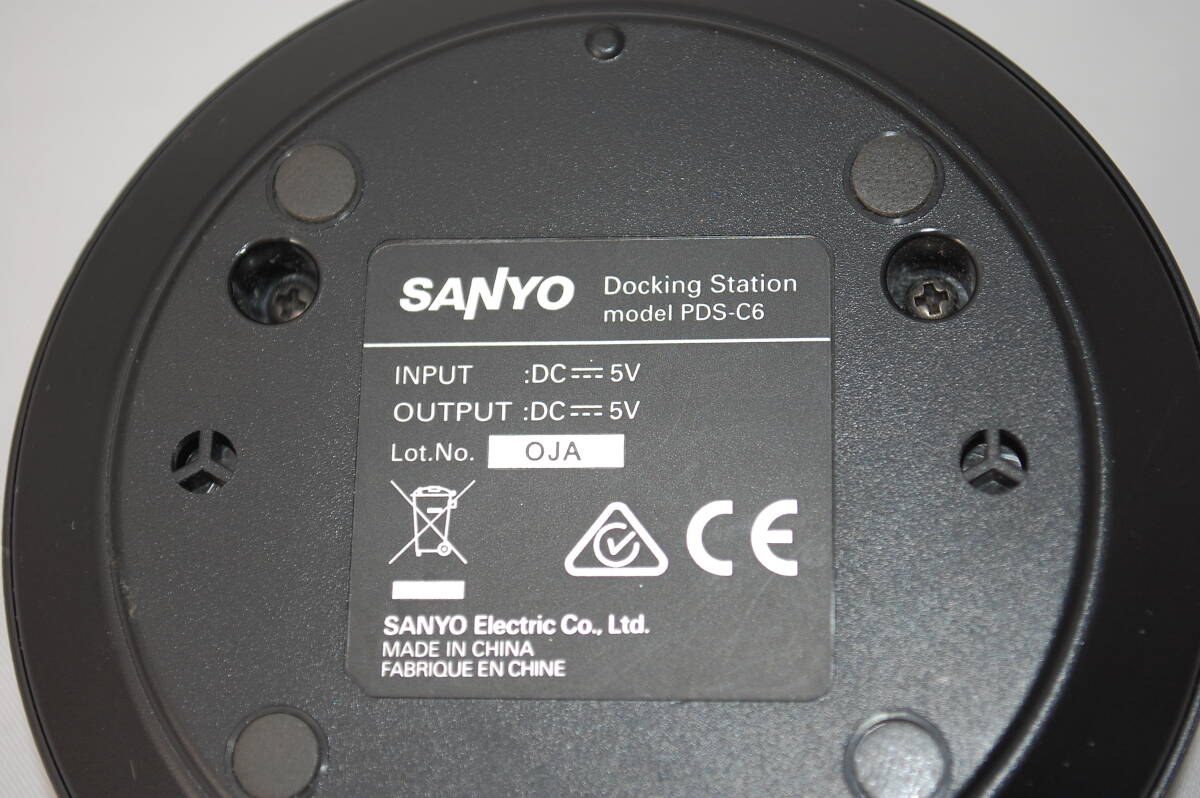 SANYO
Docking Station
model PDS-C6
INPUT :DC 5V
OUTPUT :DC 5V
Lot.No. OJA
CE
SANYO Electric Co., Ltd.
MADE IN CHINA
FABRIQUE EN CHINE